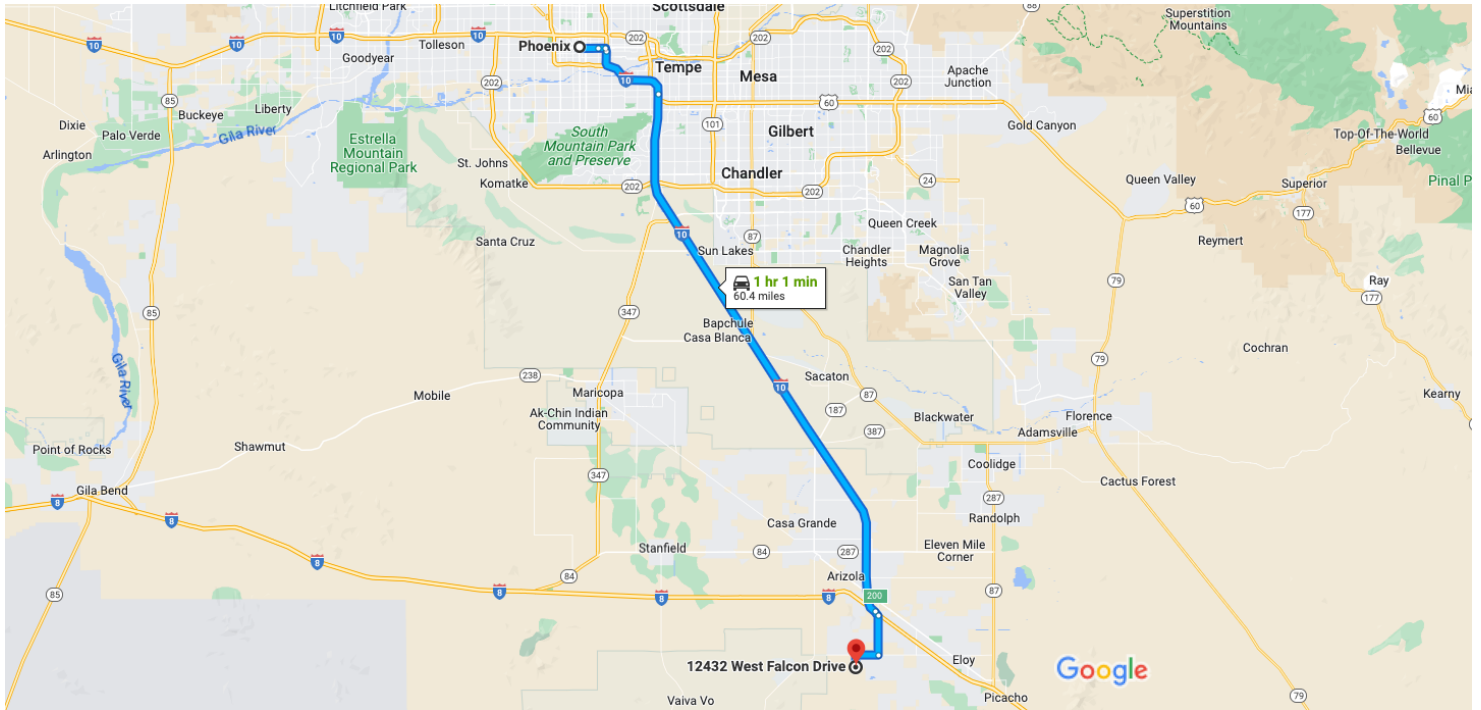 Litchfield Park
Scottsdale
88
Superstition
Mountains
10
10
10
Tolleson
10
Phoenix
202
202
202
Goodyear
Tempe
Mesa
Apache
Junction
60
10
202
85
Buckeye
Liberty
Gila River
Dixie
Palo Verde
Arlington
Estrella
Mountain
Regional Park
South
Mountain Park
and Preserve
101
60
Gilbert
Gold Canyon
60
Top-Of-The-World
Bellevue
St. Johns
Komatke
202
Chandler
202
24
Queen Valley
Superior
60
177
Queen Creek
Santa Cruz
10
87
Sun Lakes
Chandler
Heights
Magnolia
Grove
Reymert
79
San Tan
Valley
Ray
177
1 hr 1 min
60.4 miles
85
347
Bapchule
Casa Blanca
Gila River
Cochran
79
238
Mobile
Maricopa
10
Sacaton
87
Kearny
Ak-Chin Indian
Community
187
Blackwater
Florence
387
Adamsville
Point of Rocks
Shawmut
Coolidge
347
Cactus Forest
Gila Bend
8
8
287
Randolph
Casa Grande
Stanfield
84
287
Eleven Mile
Corner
8
84
Arizola
85
8
8
8
200
87
12432 West Falcon Drive
Eloy
Google
Vaiva Vo
Picacho
79